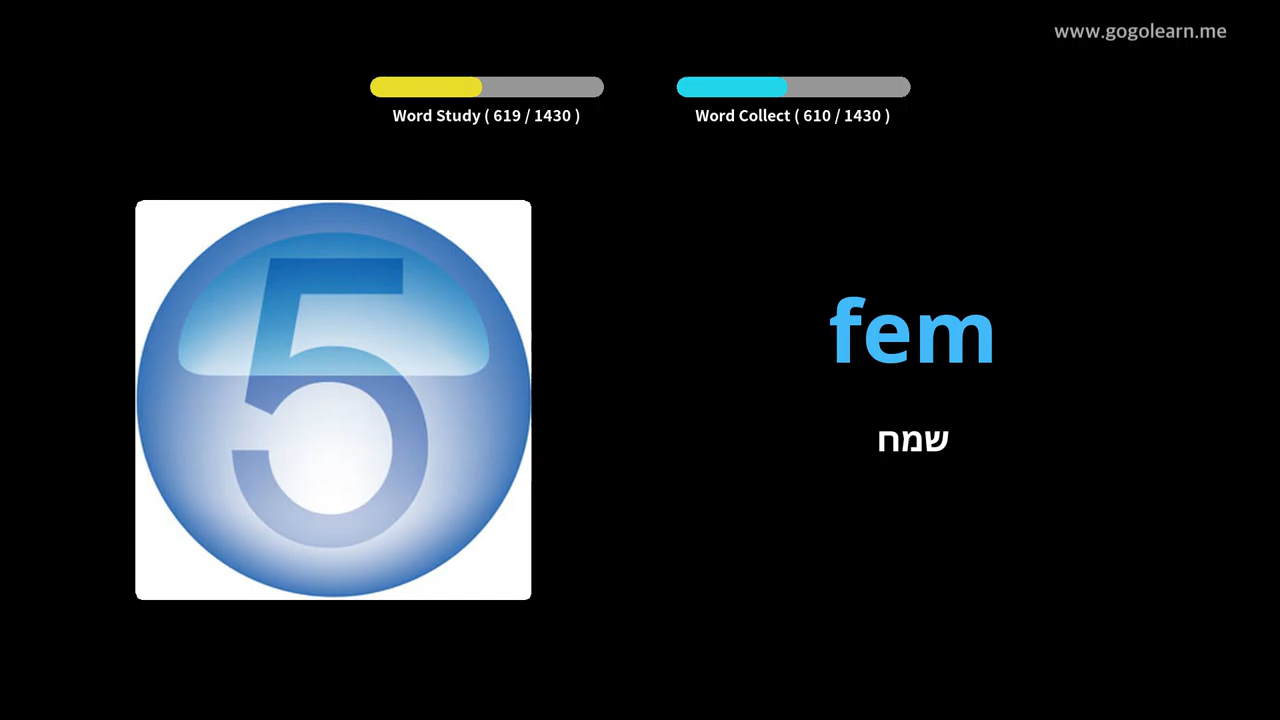 www.gogolearn.me
Word Study ( 619 / 1430 )
Word Collect ( 610 / 1430 )
5
fem
שמח